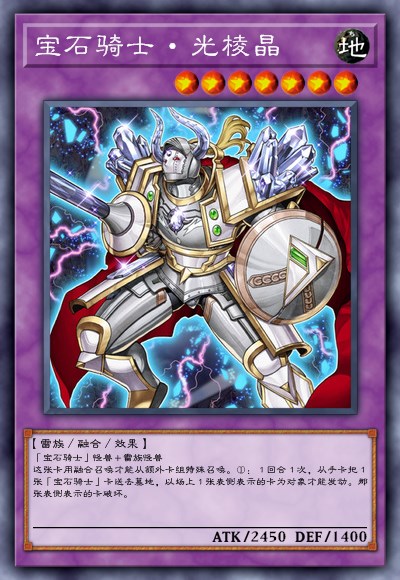 宝石骑士·光棱晶
地
【雷族／融合／效果】
「宝石骑士」怪兽＋雷族怪兽
这张卡用融合召唤才能从额外卡组特殊召唤。①：1回合1次，从手卡把1
张「宝石骑士」卡送去墓地，以场上1张表侧表示的卡为对象才能发动。那
张表侧表示的卡破坏。
ATK/2450 DEF/1400